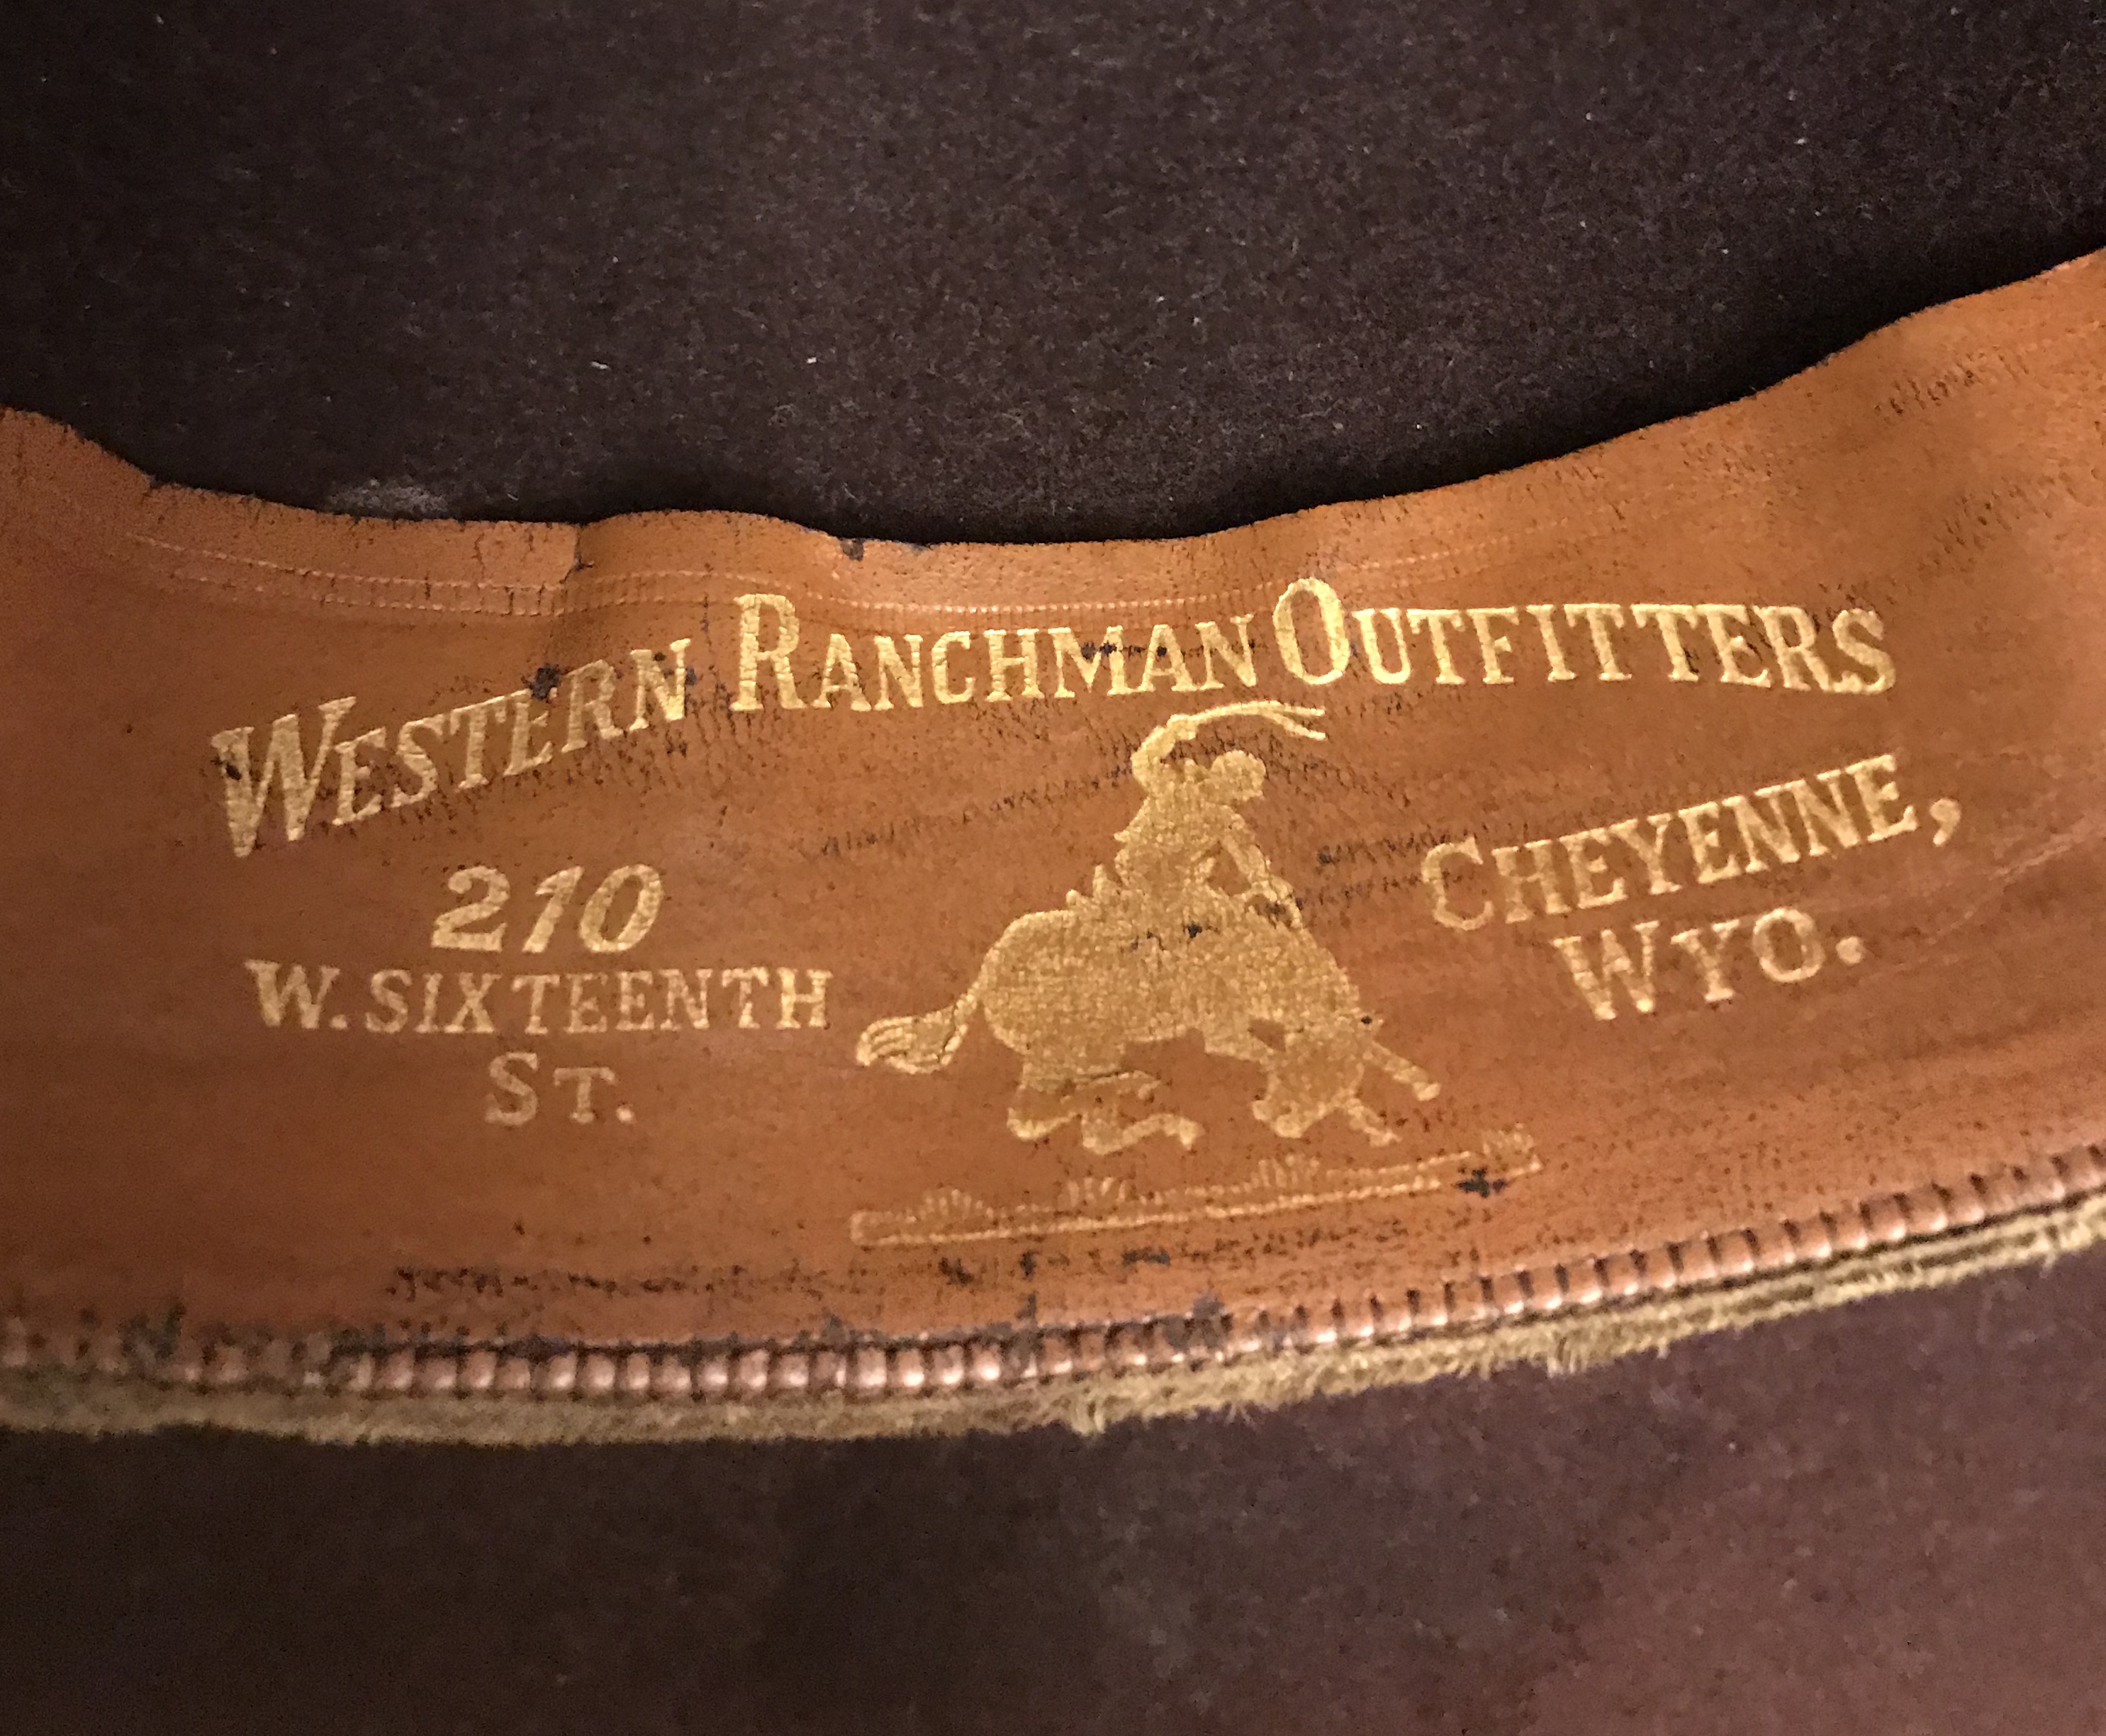 WESTERN RANCHMAN OUTFITTERS
210
W. SIXTEENTH
ST.
CHEYENNE,
WYO.